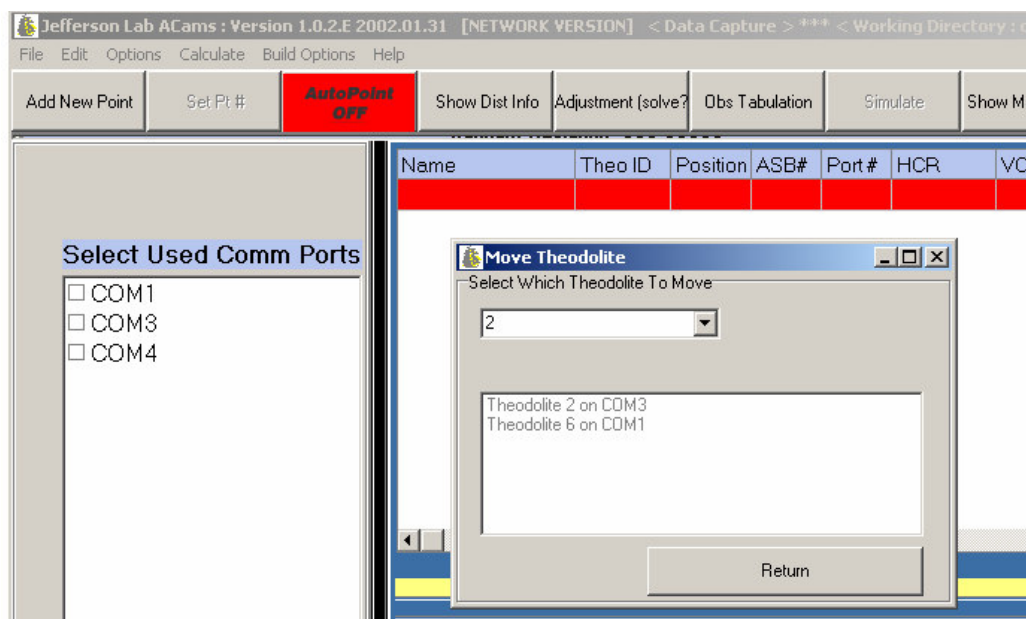 Jefferson Lab ACams : Version 1.0.2.E 2002.01.31 [NETWORK VERSION] < Data Capture > *** < Working Directory :
File Edit Options Calculate Build Options Help
Add New Point Set Pt # AutoPoint OFF Show Dist Info Adjustment (solve? Obs Tabulation Simulate Show M
Name Theo ID Position ASB# Port # HCR VC
Select Used Comm Ports
COM1
COM3
COM4
Move Theodolite
Select Which Theodolite To Move
2
Theodolite 2 on COM3
Theodolite 6 on COM1
Return